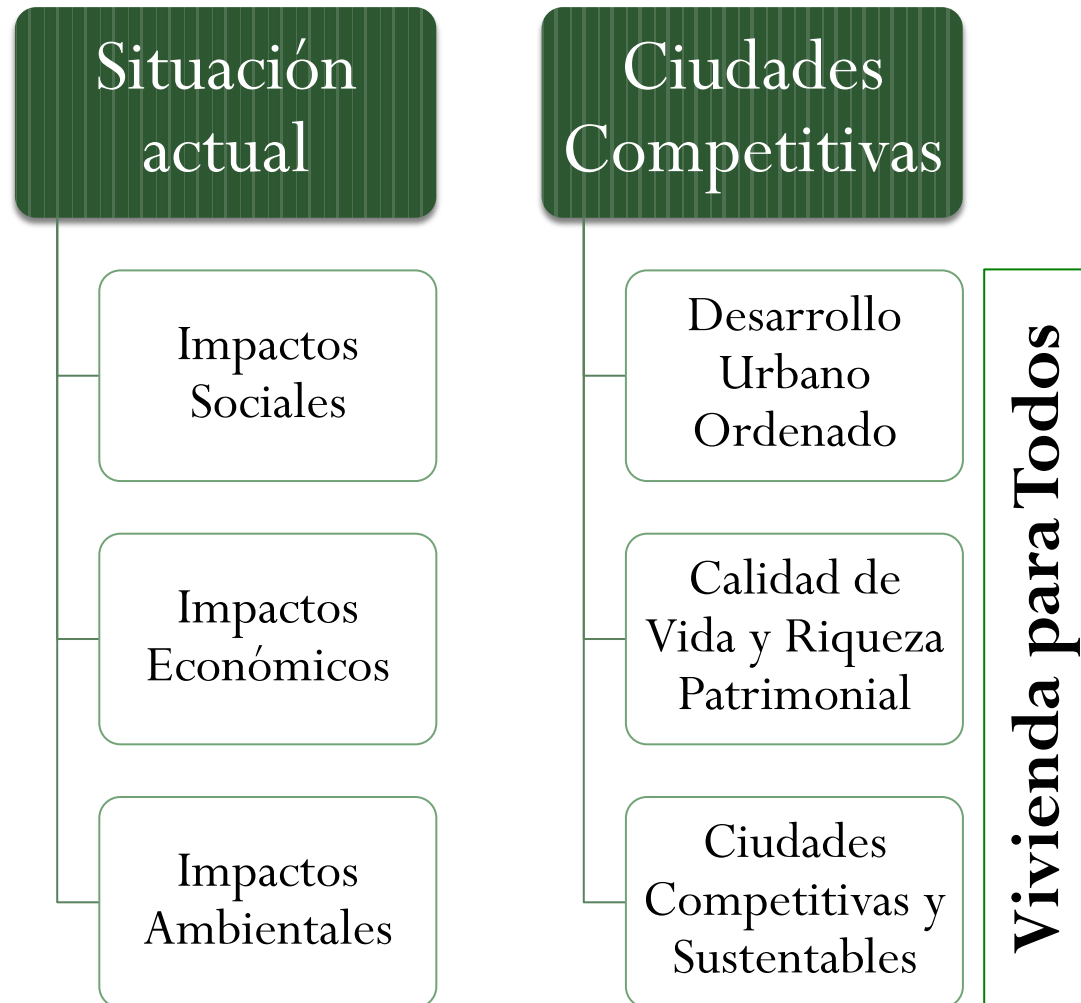 Situación
actual
Impactos
Sociales
Impactos
Económicos
Impactos
Ambientales
Ciudades
Competitivas
Desarrollo
Urbano
Ordenado
Calidad de
Vida y Riqueza
Patrimonial
Ciudades
Competitivas y
Sustentables
Vivienda para Todos